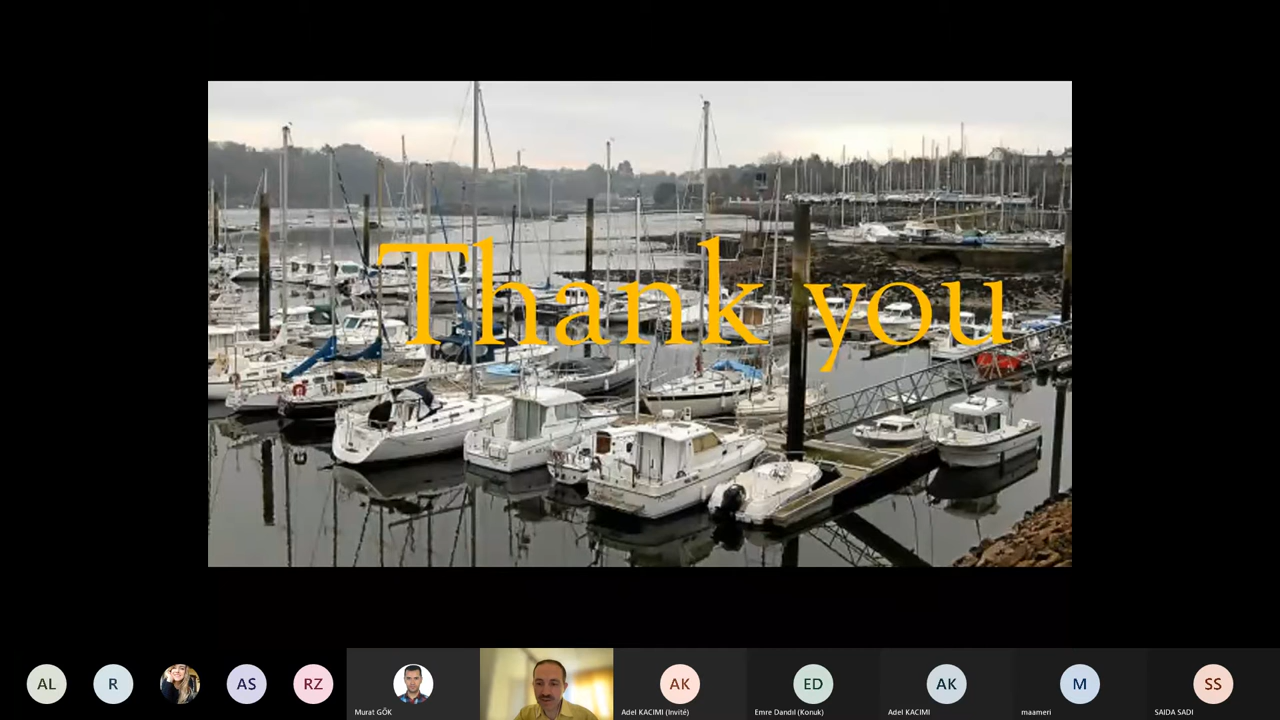 Thank you
AL
R
AS
RZ
Murat GÖK
AK
Adel KACIMI (Invité)
ED
Emre Dandıl (Konuk)
AK
Adel KACIMI
M
maameri
SS
SAIDA SADI